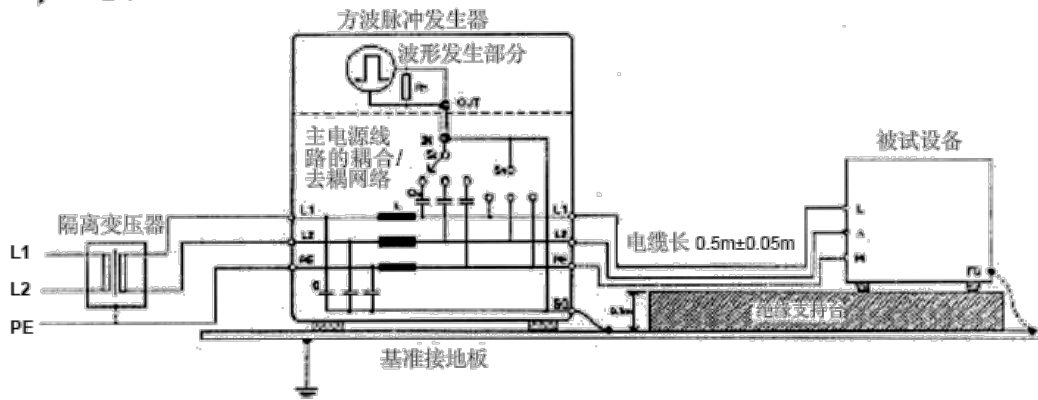 方波脉冲发生器
波形发生部分
OUT
主电源线
路的耦合/
去耦网络
被试设备
隔离变压器
L1
L1
L1
L
L2
L2
电缆长 0.5m±0.05m
L2
PE
PE
PE
绝缘支持台
基准接地板